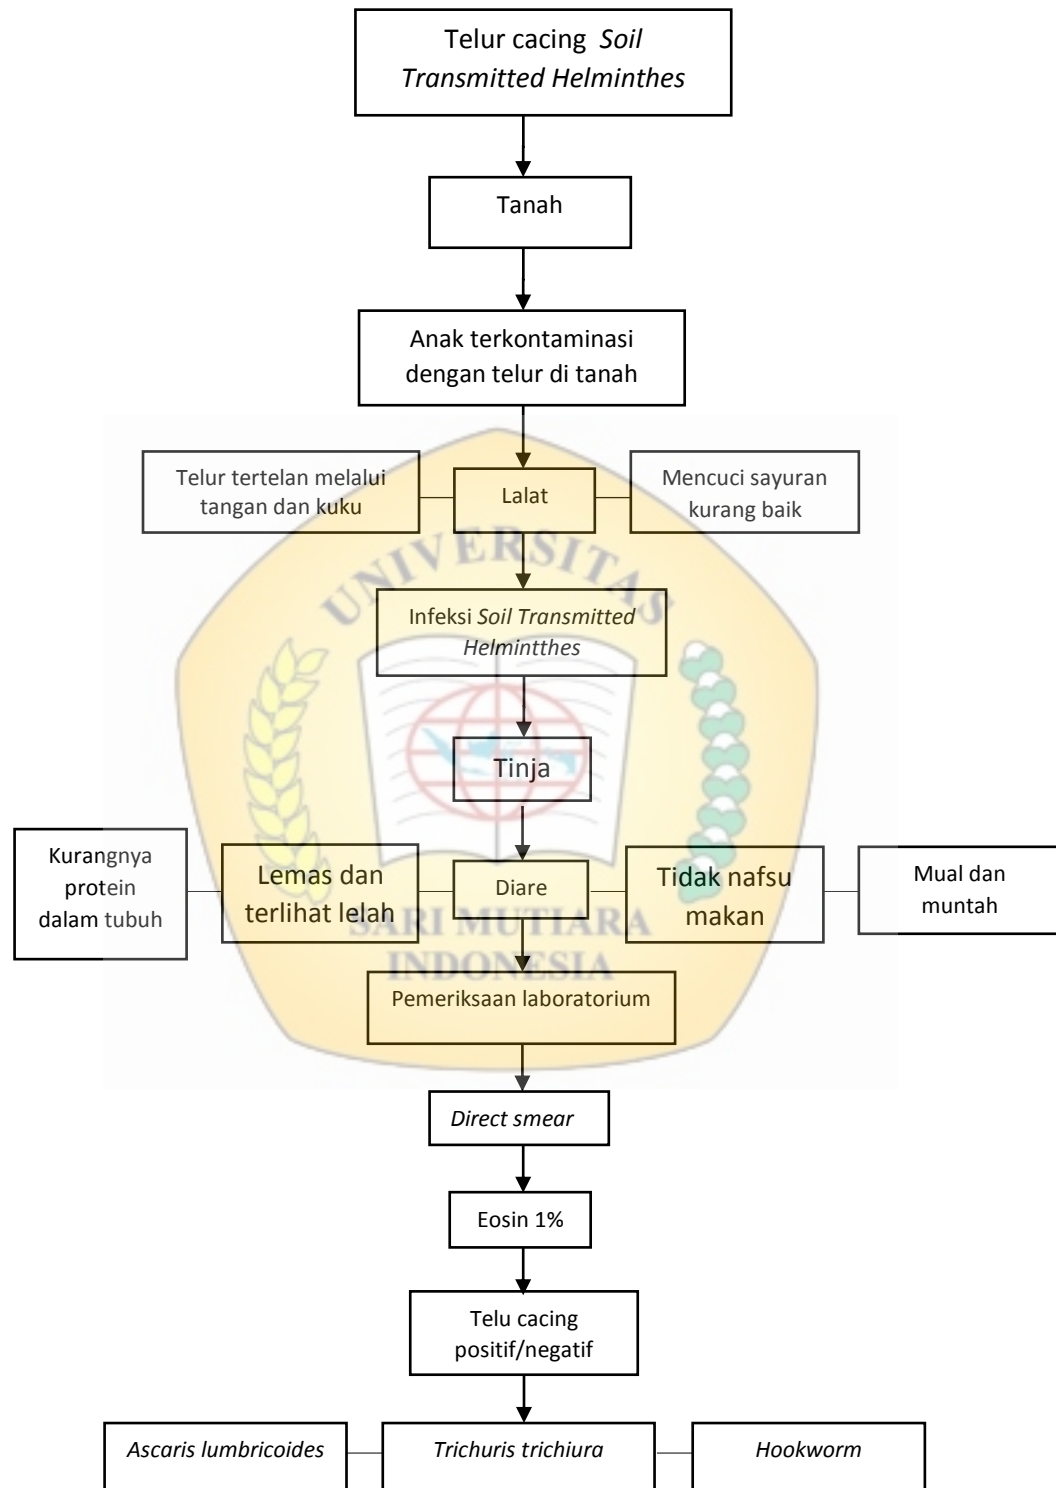 Telur cacing Soil
Transmitted Helminthes
Tanah
Anak terkontaminasi
dengan telur di tanah
Telur tertelan melalui
tangan dan kuku
Lalat
Mencuci sayuran
kurang baik
UNIVERSITAS
Infeksi Soil Transmitted
Helmintthes
Tinja
Kurangnya
protein
dalam tubuh
Lemas dan
terlihat lelah
Diare
Tidak nafsu
makan
Mual dan
muntah
SARI MUTIARA
INDONESIA
Pemeriksaan laboratorium
Direct smear
Eosin 1%
Telu cacing
positif/negatif
Ascaris lumbricoides
Trichuris trichiura
Hookworm